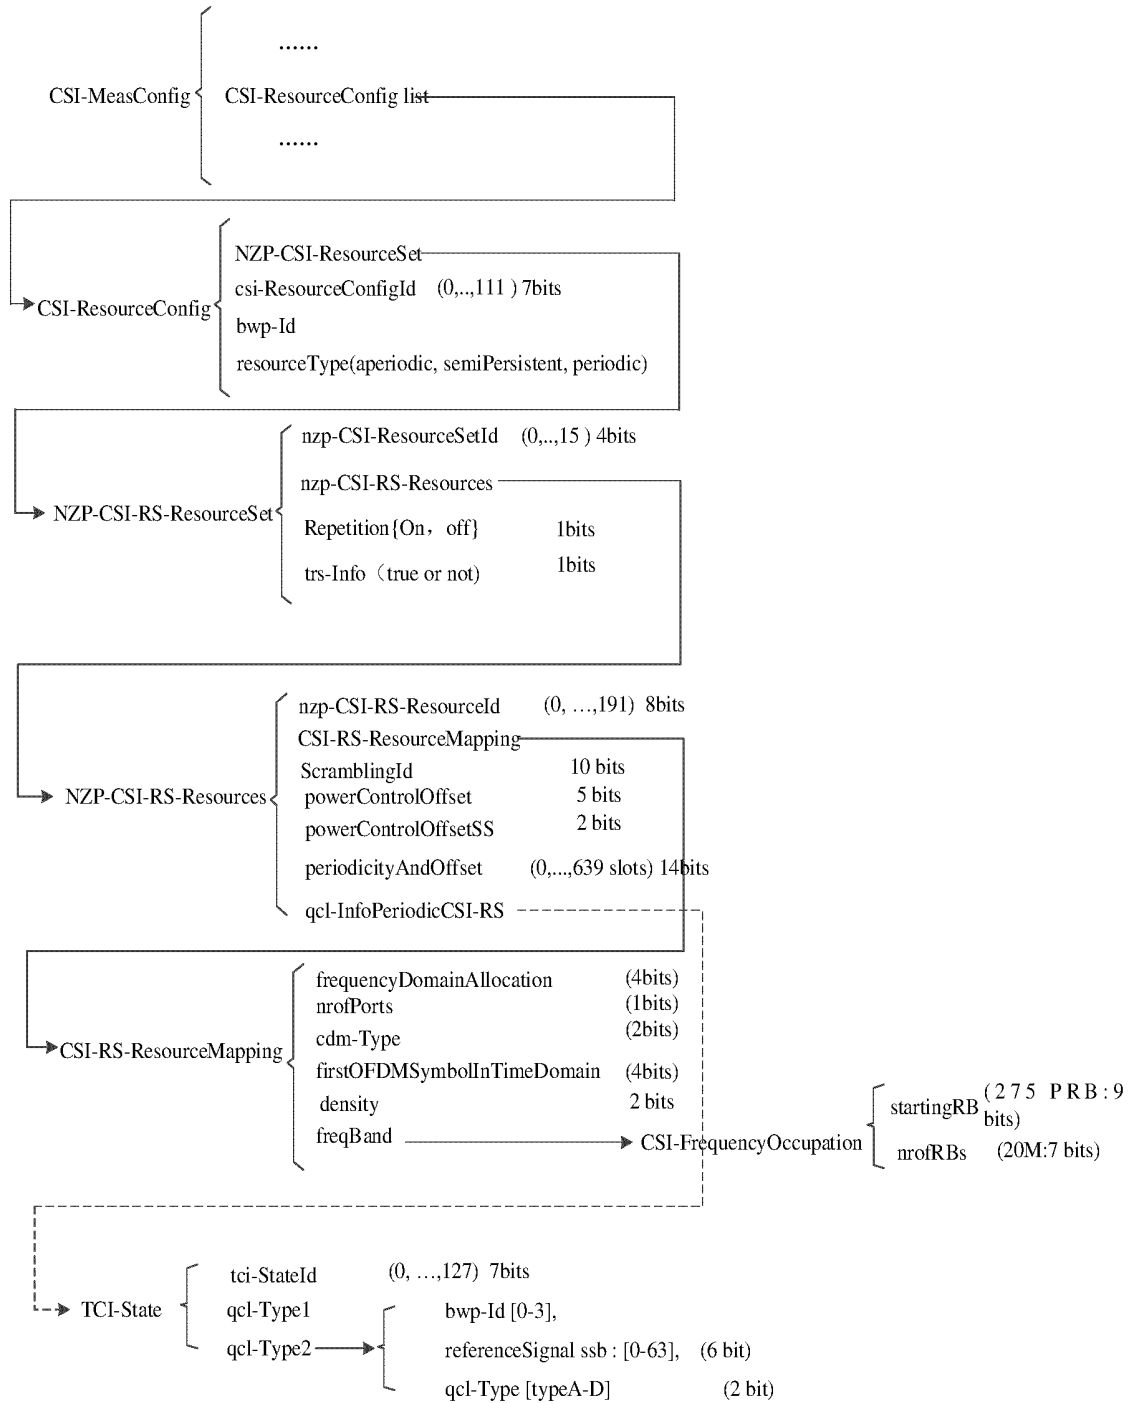 ......
CSI-MeasConfig CSI-ResourceConfig list
......
NZP-CSI-ResourceSet
csi-ResourceConfigId (0,..,111 ) 7bits
CSI-ResourceConfig
bwp-Id
resourceType(aperiodic, semiPersistent, periodic)
nzp-CSI-ResourceSetId (0,..,15 ) 4bits
nzp-CSI-RS-Resources
NZP-CSI-RS-ResourceSet
Repetition{On，off} 1bits
trs-Info（true or not) 1bits
nzp-CSI-RS-ResourceId (0, ...,191) 8bits
CSI-RS-ResourceMapping
ScramblingId 10 bits
NZP-CSI-RS-Resources
powerControlOffset 5 bits
powerControlOffsetSS 2 bits
periodicityAndOffset (0,...,639 slots) 14bits
qcl-InfoPeriodicCSI-RS
frequencyDomainAllocation (4bits)
nrofPorts (1bits)
cdm-Type (2bits)
CSI-RS-ResourceMapping
firstOFDMSymbolInTimeDomain (4bits)
density 2 bits
freqBand CSI-FrequencyOccupation
startingRB (275 PRB:9 bits)
nrofRBs (20M:7 bits)
tci-StateId (0, ...,127) 7bits
TCI-State qcl-Type1
qcl-Type2
bwp-Id [0-3],
referenceSignal ssb : [0-63], (6 bit)
qcl-Type [typeA-D] (2 bit)